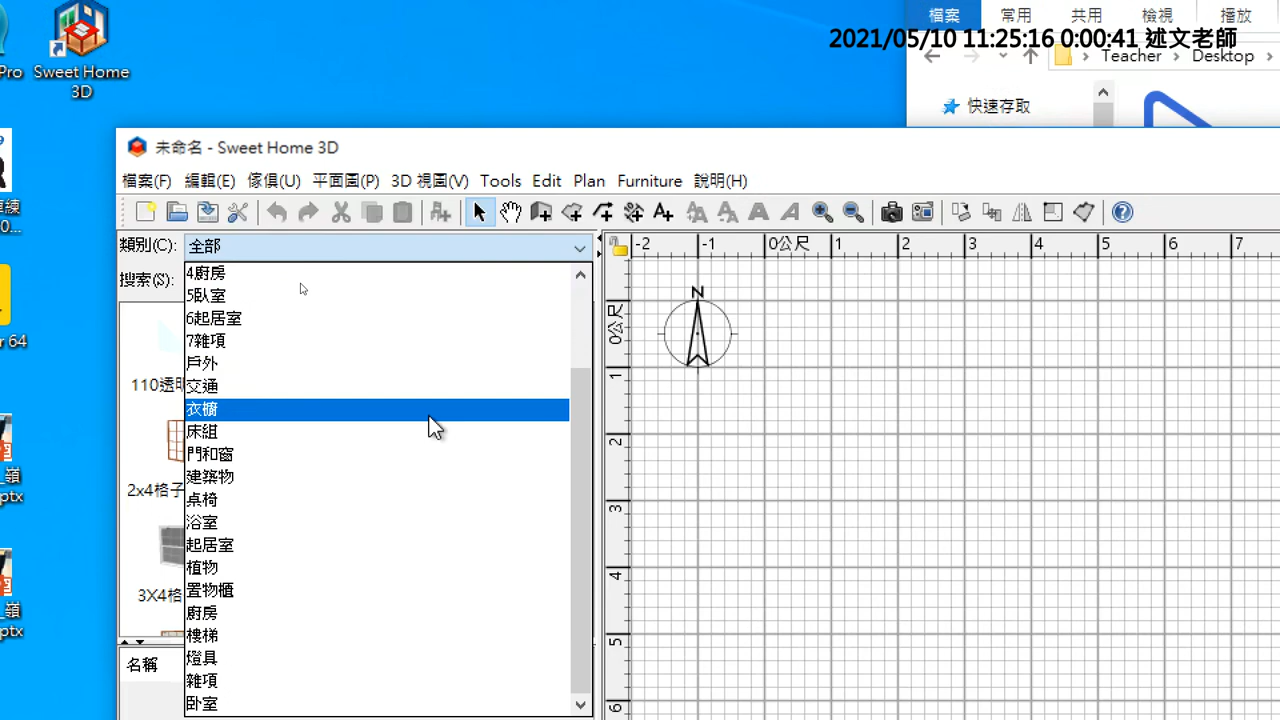 檔案 常用 共用 檢視 播放
2021/05/10 11:25:16 0:00:41 述文老師
Teacher Desktop
快速存取
Pro
Sweet Home 3D
0...
r 64
ptx
ptx
未命名 - Sweet Home 3D
檔案(F) 編輯(E) 傢俱(U) 平面圖(P) 3D 視圖(V) Tools Edit Plan Furniture 說明(H)
類別(C): 全部
搜索(S):
4廚房
5臥室
6起居室
7雜項
戶外
交通
衣櫥
床組
門和窗
建築物
桌椅
浴室
起居室
植物
置物櫃
廚房
樓梯
燈具
雜項
卧室
110透明
2x4格子
3X4格
名稱
-2 -1 0公尺 1 2 3 4 5 6 7
N
0公尺
1
2
3
4
5
6